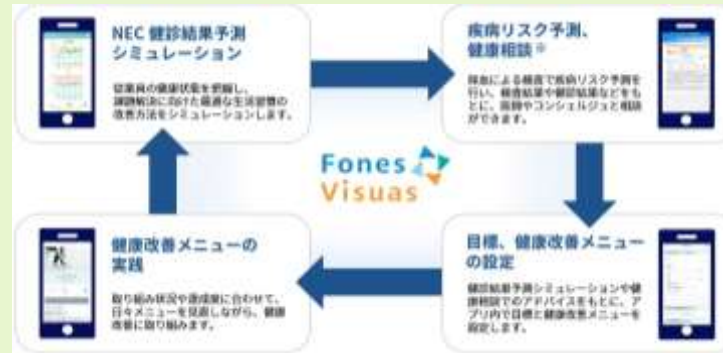 NEC 健診結果予測
シミュレーション
従業員の健康状態を把握し、
課題解決に向けた最適な生活習慣の
改善方法をシミュレーションします。
疾病リスク予測、
健康相談※
採血による検査で疾病リスク予測を
行い、検査結果や健診結果などをも
とに、医師やコンシェルジュと相談
ができます。
Fones
Visuas
健康改善メニューの
実践
取り組み状況や達成度に合わせて、
日々メニューを見直しながら、健康
改善に取り組みます。
目標、健康改善メニュー
の設定
健診結果予測シミュレーションや健
康相談でのアドバイスをもとに、ア
プリ内で目標と健康改善メニューを
設定します。